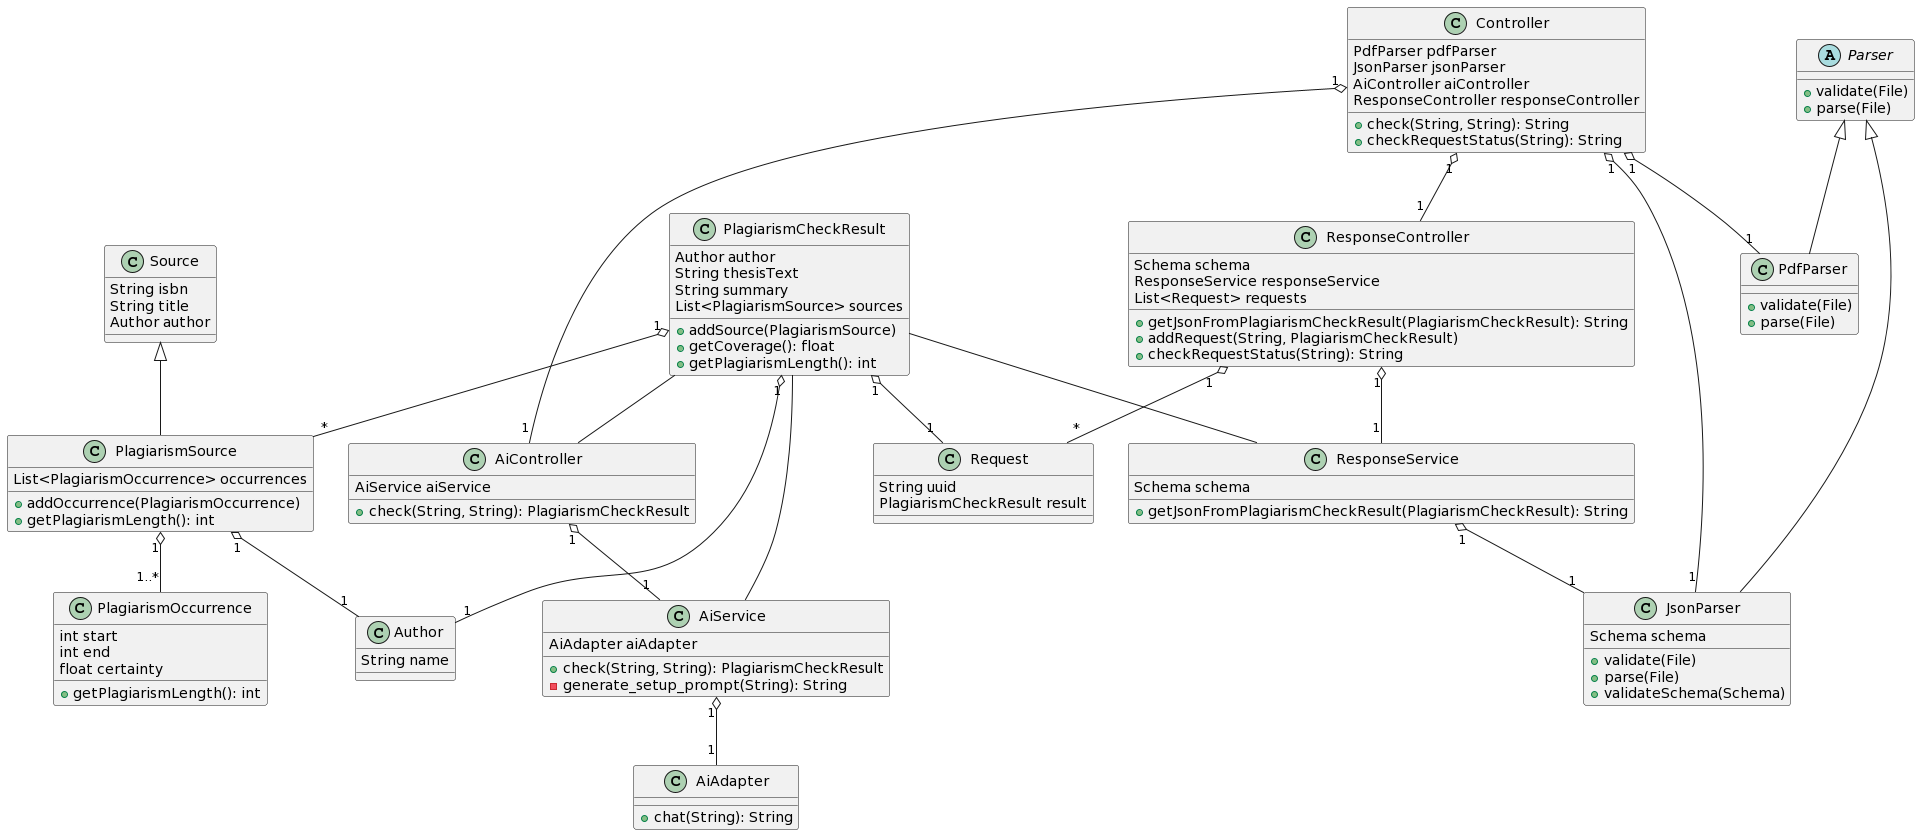 C Controller
PdfParser pdfParser
JsonParser jsonParser
AiController aiController
ResponseController responseController
check(String, String): String
checkRequestStatus(String): String
A Parser
validate(File)
parse(File)
C PlagiarismCheckResult
Author author
String thesisText
String summary
List<PlagiarismSource> sources
addSource(PlagiarismSource)
getCoverage(): float
getPlagiarismLength(): int
C ResponseController
Schema schema
ResponseService responseService
List<Request> requests
getJsonFromPlagiarismCheckResult(PlagiarismCheckResult): String
addRequest(String, PlagiarismCheckResult)
checkRequestStatus(String): String
C Source
String isbn
String title
Author author
C PdfParser
validate(File)
parse(File)
C PlagiarismSource
List<PlagiarismOccurrence> occurrences
addOccurrence(PlagiarismOccurrence)
getPlagiarismLength(): int
C AiController
AiService aiService
check(String, String): PlagiarismCheckResult
C Request
String uuid
PlagiarismCheckResult result
C ResponseService
Schema schema
getJsonFromPlagiarismCheckResult(PlagiarismCheckResult): String
C PlagiarismOccurrence
int start
int end
float certainty
getPlagiarismLength(): int
C Author
String name
C AiService
AiAdapter aiAdapter
check(String, String): PlagiarismCheckResult
generate_setup_prompt(String): String
C JsonParser
Schema schema
validate(File)
parse(File)
validateSchema(Schema)
C AiAdapter
chat(String): String
1
1
1
1
1
1
1
1
1
*
1
1
1
1
1
*
1
1
1
1..*
1
1
1
1
1
1
1
1